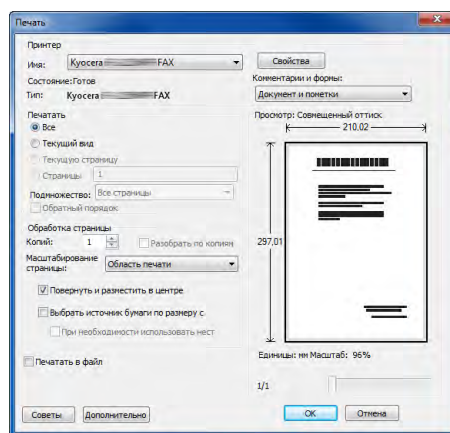 Печать
Принтер
Имя: Kyocera FAX
Свойства
Состояние:Готов
Комментарии и формы:
Тип: Kyocera FAX
Документ и пометки
Печатать
Просмотр: Совмещенный оттиск
Все
210,02
Текущий вид
Текущую страницу
Страницы 1
Подмножество: Все страницы
Обратный порядок
Обработка страницы
Копий: 1 Разобрать по копиям
297,01
Масштабирование страницы: Область печати
Повернуть и разместить в центре
Выбрать источник бумаги по размеру с
При необходимости использовать нест
Единицы: мм Масштаб: 96%
Печатать в файл
1/1
Советы Дополнительно OK Отмена